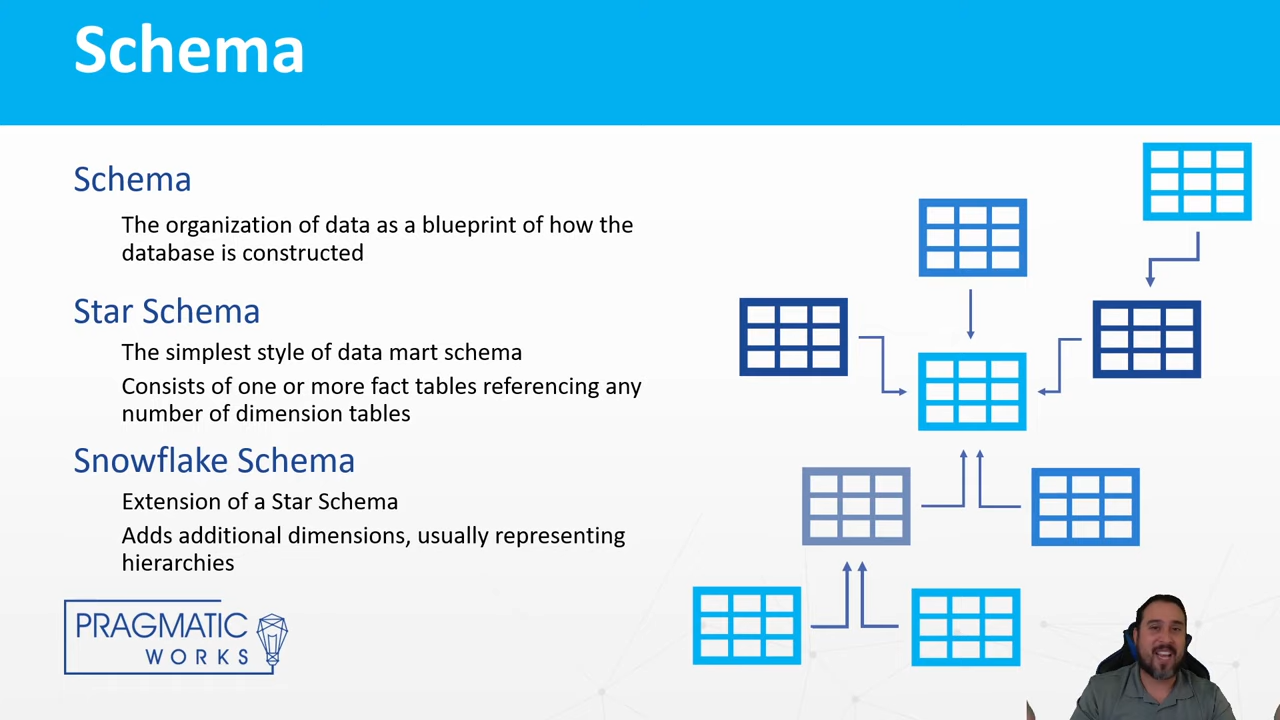 Schema
Schema
The organization of data as a blueprint of how the
database is constructed
Star Schema
The simplest style of data mart schema
Consists of one or more fact tables referencing any
number of dimension tables
Snowflake Schema
Extension of a Star Schema
Adds additional dimensions, usually representing
hierarchies
PRAGMATIC
WORKS